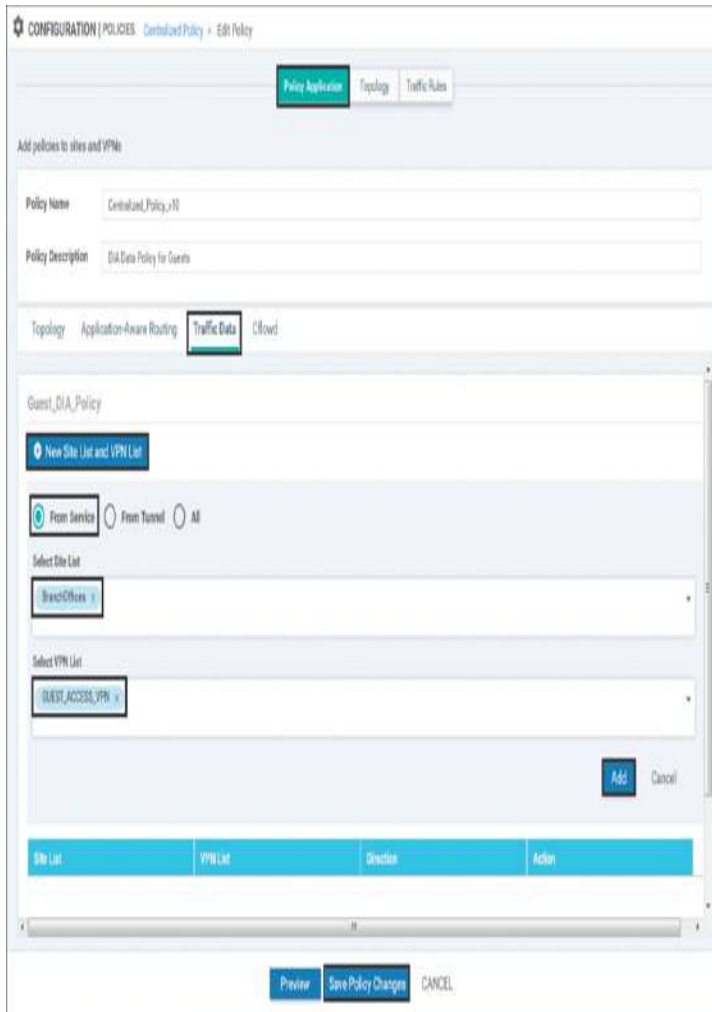 CONFIGURATION | POLICIES Centralized Policy > Edit Policy
Policy Application Topology Traffic Rules
Add policies to sites and VPNs
Policy Name Centralized_Policy_v10
Policy Description DIA Data Policy for Guests
Topology Application-Aware Routing Traffic Data Cflowd
Guest_DIA_Policy
New Site List and VPN List
From Service From Tunnel All
Select Site List
BranchOffices x
Select VPN List
GUEST_ACCESS_VPN x
Add Cancel
Site List VPN List Direction Action
Preview Save Policy Changes CANCEL